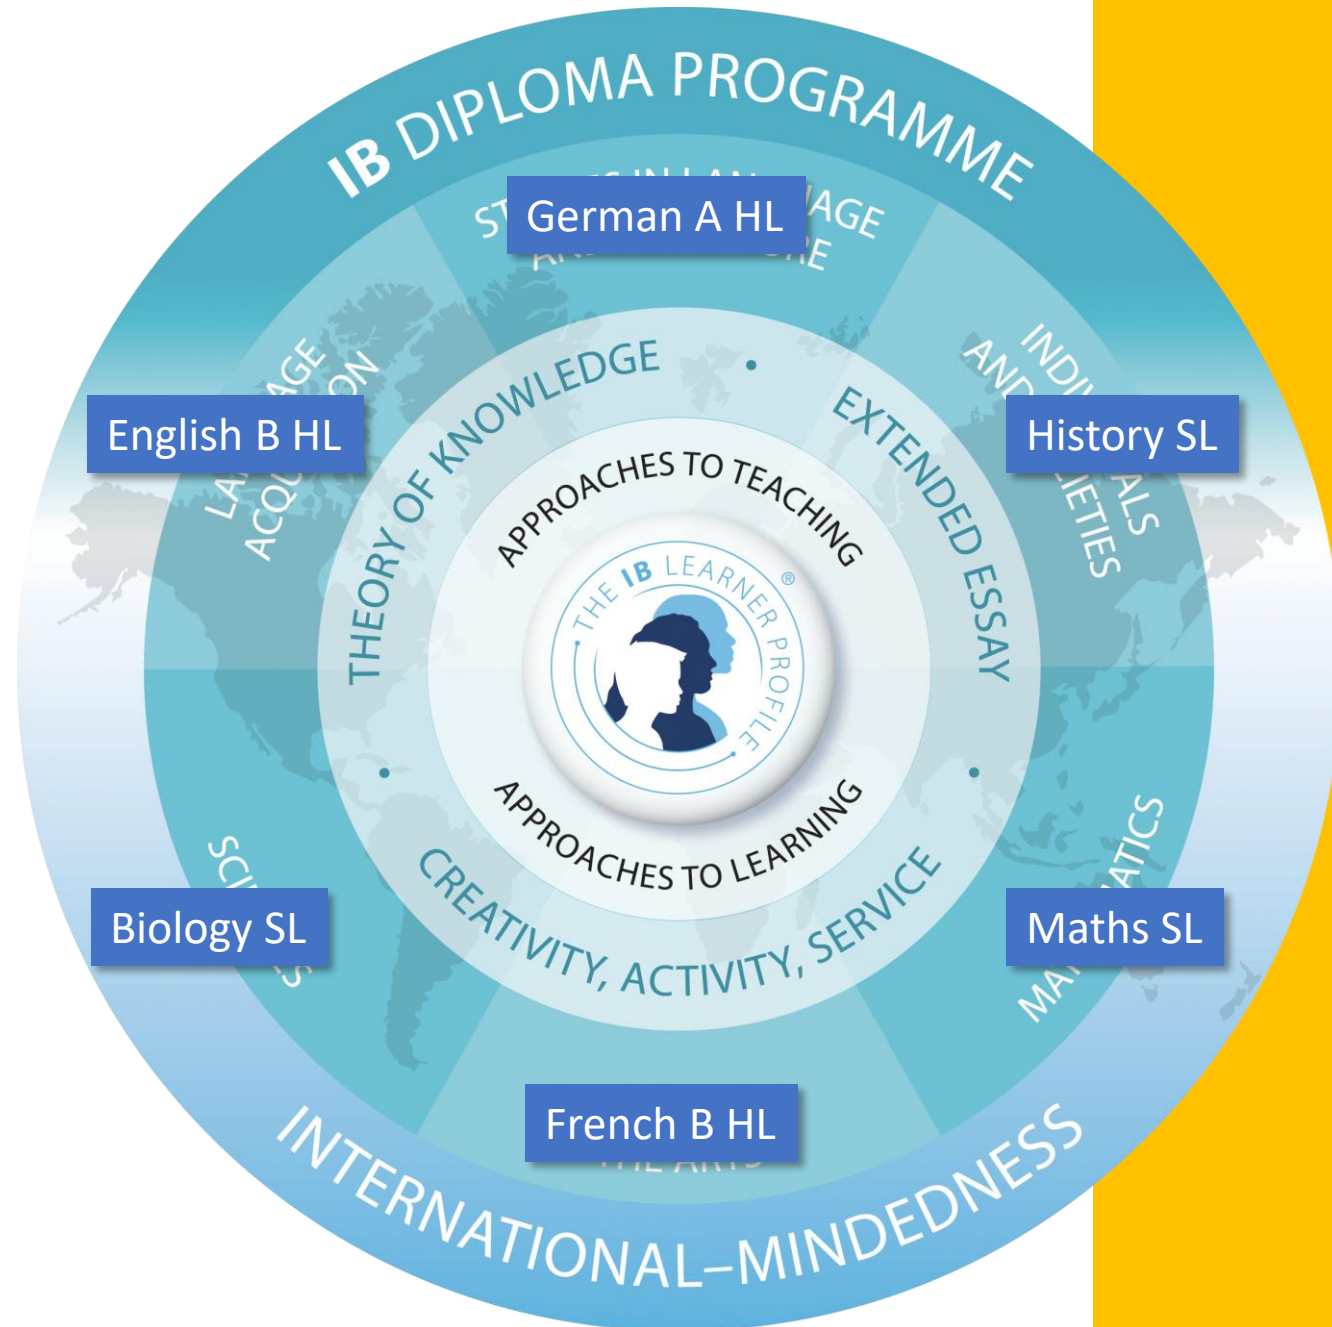 IB DIPLOMA PROGRAMME
German A HL
English B HL
History SL
THEORY OF KNOWLEDGE
EXTENDED ESSAY
APPROACHES TO TEACHING
THE IB LEARNER PROFILE ®
APPROACHES TO LEARNING
CREATIVITY, ACTIVITY, SERVICE
Biology SL
Maths SL
French B HL
INTERNATIONAL–MINDEDNESS